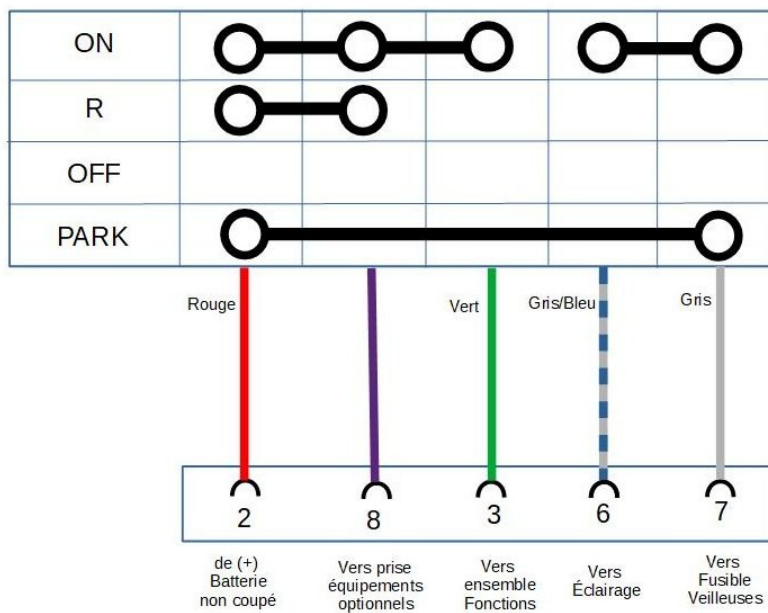 ON
R
OFF
PARK
Rouge
Vert
Gris/Bleu
Gris
2
8
3
6
7
de (+)
Batterie
non coupé
Vers prise
équipements
optionnels
Vers
ensemble
Fonctions
Vers
Éclairage
Vers
Fusible
Veilleuses